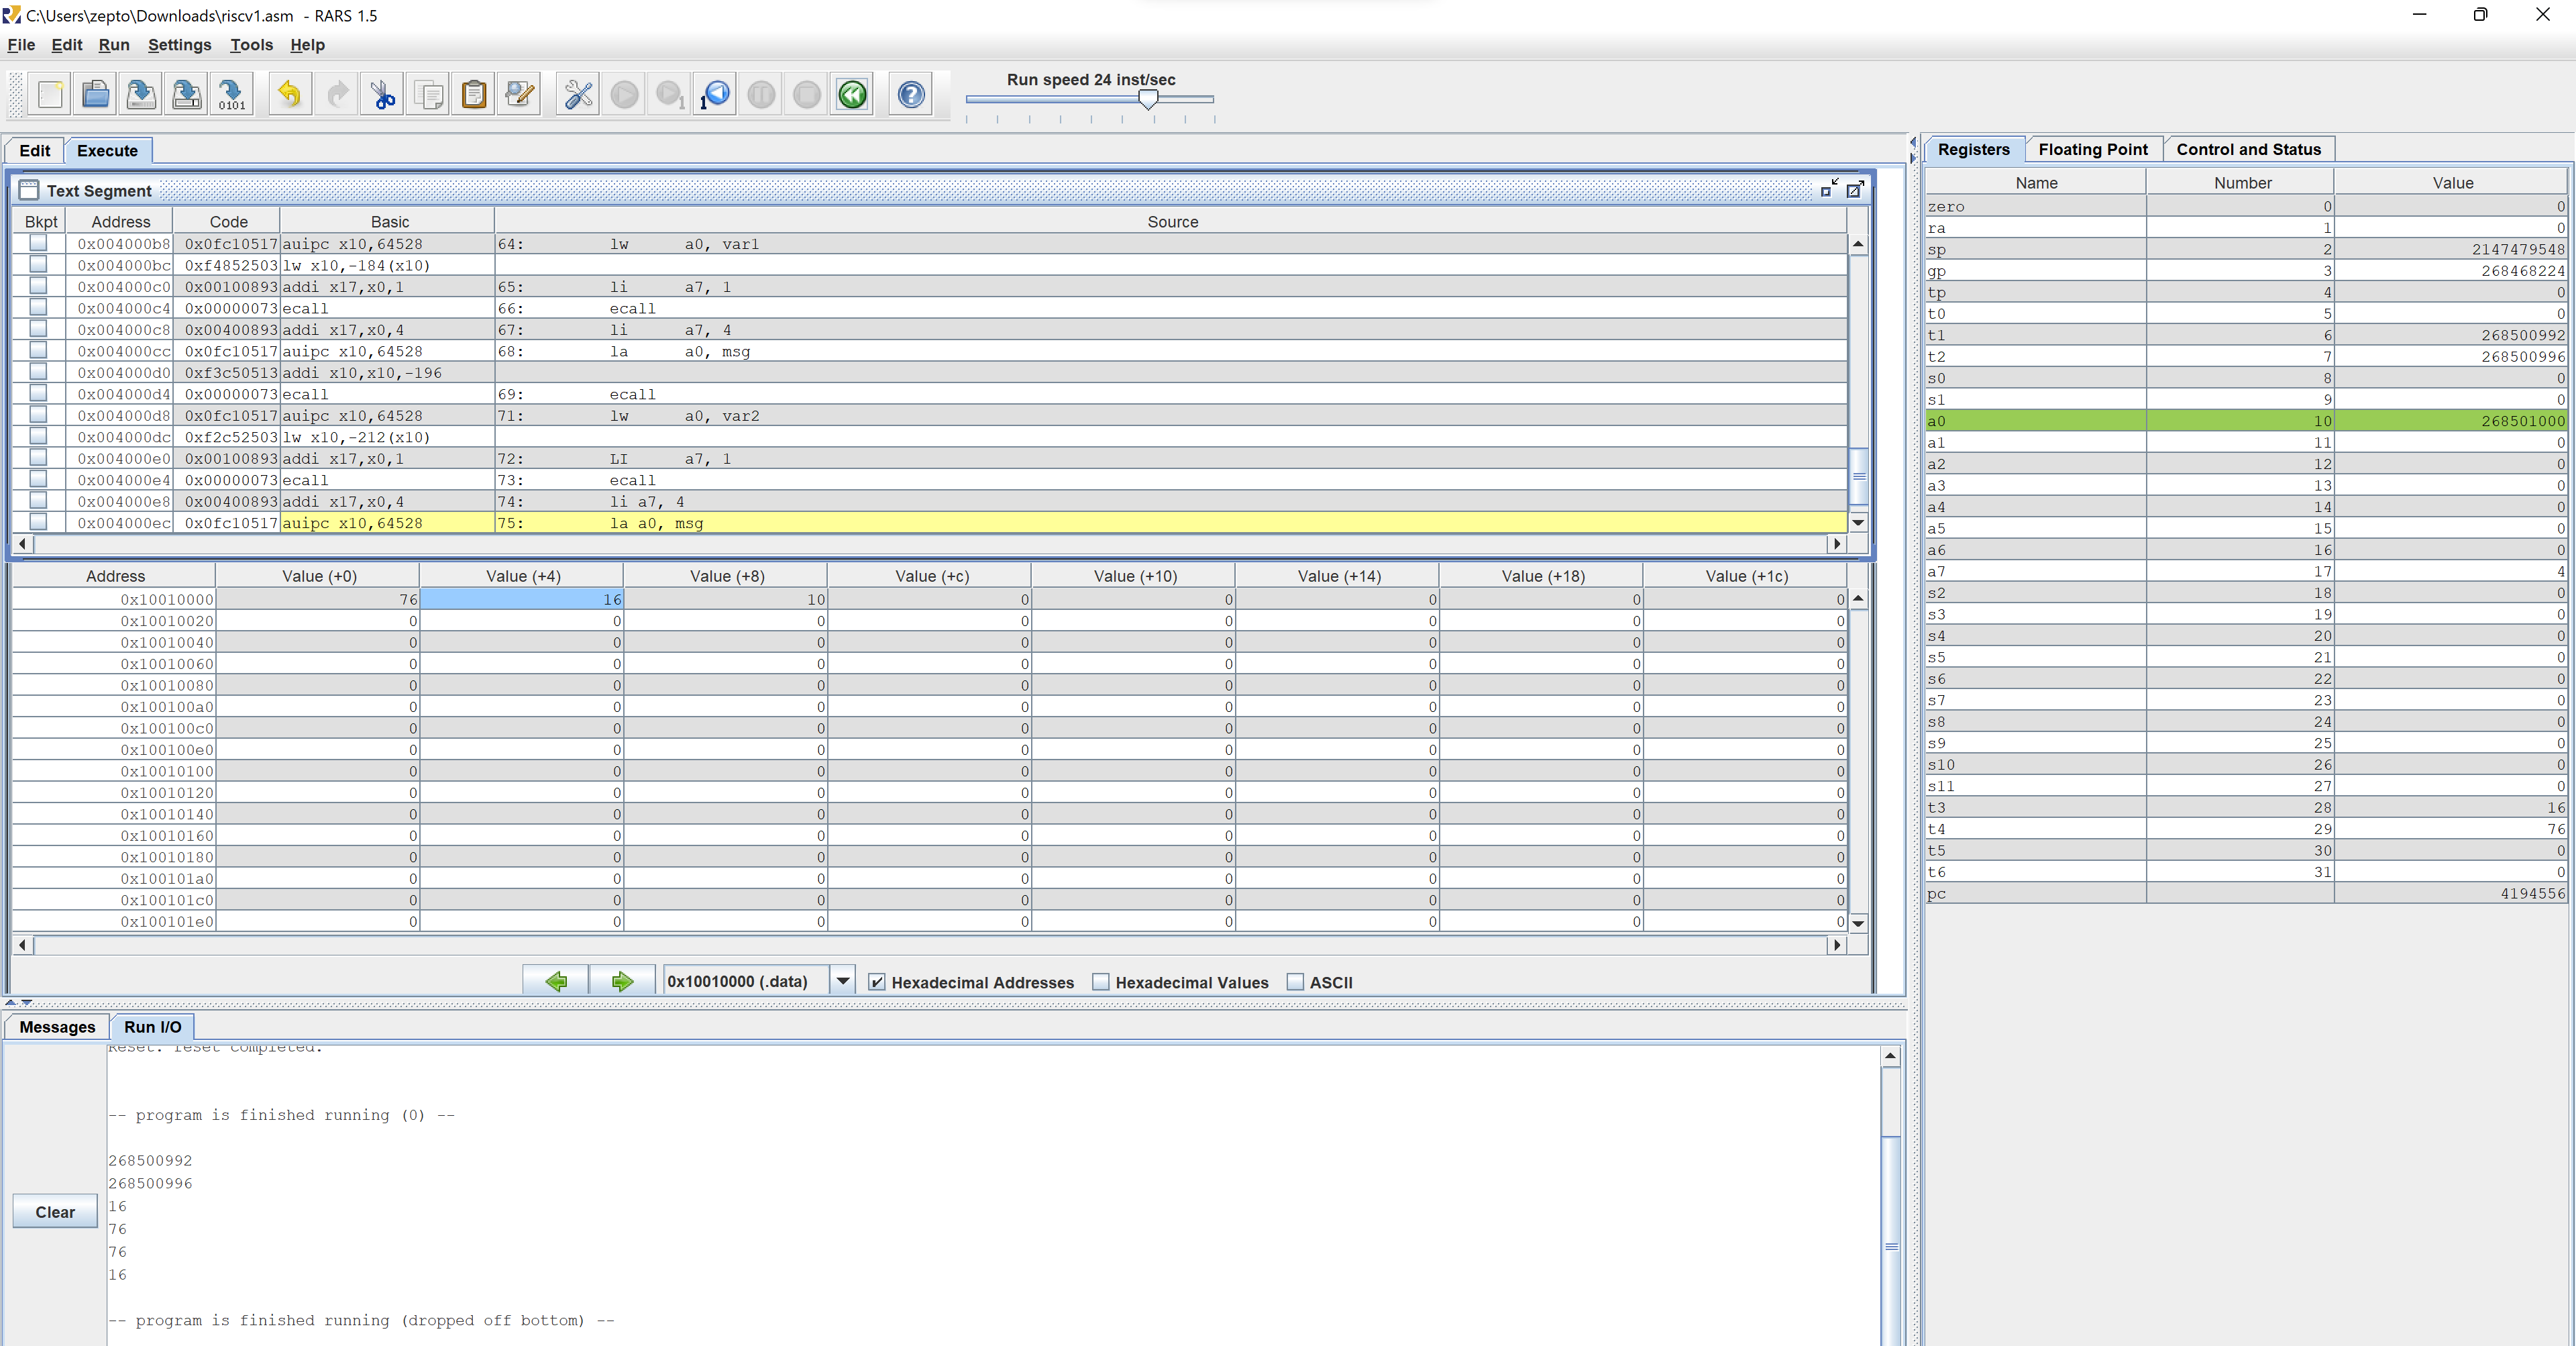 C:\Users\zepto\Downloads\riscv1.asm - RARS 1.5
File Edit Run Settings Tools Help
Run speed 24 inst/sec
Edit Execute
Text Segment
Bkpt Address Code Basic Source
0x004000b8 0x0fc10517 auipc x10,64528 64: lw a0, var1
0x004000bc 0xf4852503 lw x10,-184(x10)
0x004000c0 0x00100893 addi x17,x0,1 65: li a7, 1
0x004000c4 0x00000073 ecall 66: ecall
0x004000c8 0x00400893 addi x17,x0,4 67: li a7, 4
0x004000cc 0x0fc10517 auipc x10,64528 68: la a0, msg
0x004000d0 0xf3c50513 addi x10,x10,-196
0x004000d4 0x00000073 ecall 69: ecall
0x004000d8 0x0fc10517 auipc x10,64528 71: lw a0, var2
0x004000dc 0xf2c52503 lw x10,-212(x10)
0x004000e0 0x00100893 addi x17,x0,1 72: LI a7, 1
0x004000e4 0x00000073 ecall 73: ecall
0x004000e8 0x00400893 addi x17,x0,4 74: li a7, 4
0x004000ec 0x0fc10517 auipc x10,64528 75: la a0, msg
Address Value (+0) Value (+4) Value (+8) Value (+c) Value (+10) Value (+14) Value (+18) Value (+1c)
0x10010000 76 16 10 0 0 0 0 0
0x10010020 0 0 0 0 0 0 0 0
0x10010040 0 0 0 0 0 0 0 0
0x10010060 0 0 0 0 0 0 0 0
0x10010080 0 0 0 0 0 0 0 0
0x100100a0 0 0 0 0 0 0 0 0
0x100100c0 0 0 0 0 0 0 0 0
0x100100e0 0 0 0 0 0 0 0 0
0x10010100 0 0 0 0 0 0 0 0
0x10010120 0 0 0 0 0 0 0 0
0x10010140 0 0 0 0 0 0 0 0
0x10010160 0 0 0 0 0 0 0 0
0x10010180 0 0 0 0 0 0 0 0
0x100101a0 0 0 0 0 0 0 0 0
0x100101c0 0 0 0 0 0 0 0 0
0x100101e0 0 0 0 0 0 0 0 0
0x10010000 (.data) Hexadecimal Addresses Hexadecimal Values ASCII
Messages Run I/O
Reset: reset completed.
-- program is finished running (0) --
268500992
268500996
16
76
76
16
-- program is finished running (dropped off bottom) --
Clear
Registers Floating Point Control and Status
Name Number Value
zero 0 0
ra 1 0
sp 2 2147479548
gp 3 268468224
tp 4 0
t0 5 0
t1 6 268500992
t2 7 268500996
s0 8 0
s1 9 0
a0 10 268501000
a1 11 0
a2 12 0
a3 13 0
a4 14 0
a5 15 0
a6 16 0
a7 17 4
s2 18 0
s3 19 0
s4 20 0
s5 21 0
s6 22 0
s7 23 0
s8 24 0
s9 25 0
s10 26 0
s11 27 0
t3 28 16
t4 29 76
t5 30 0
t6 31 0
pc 4194556